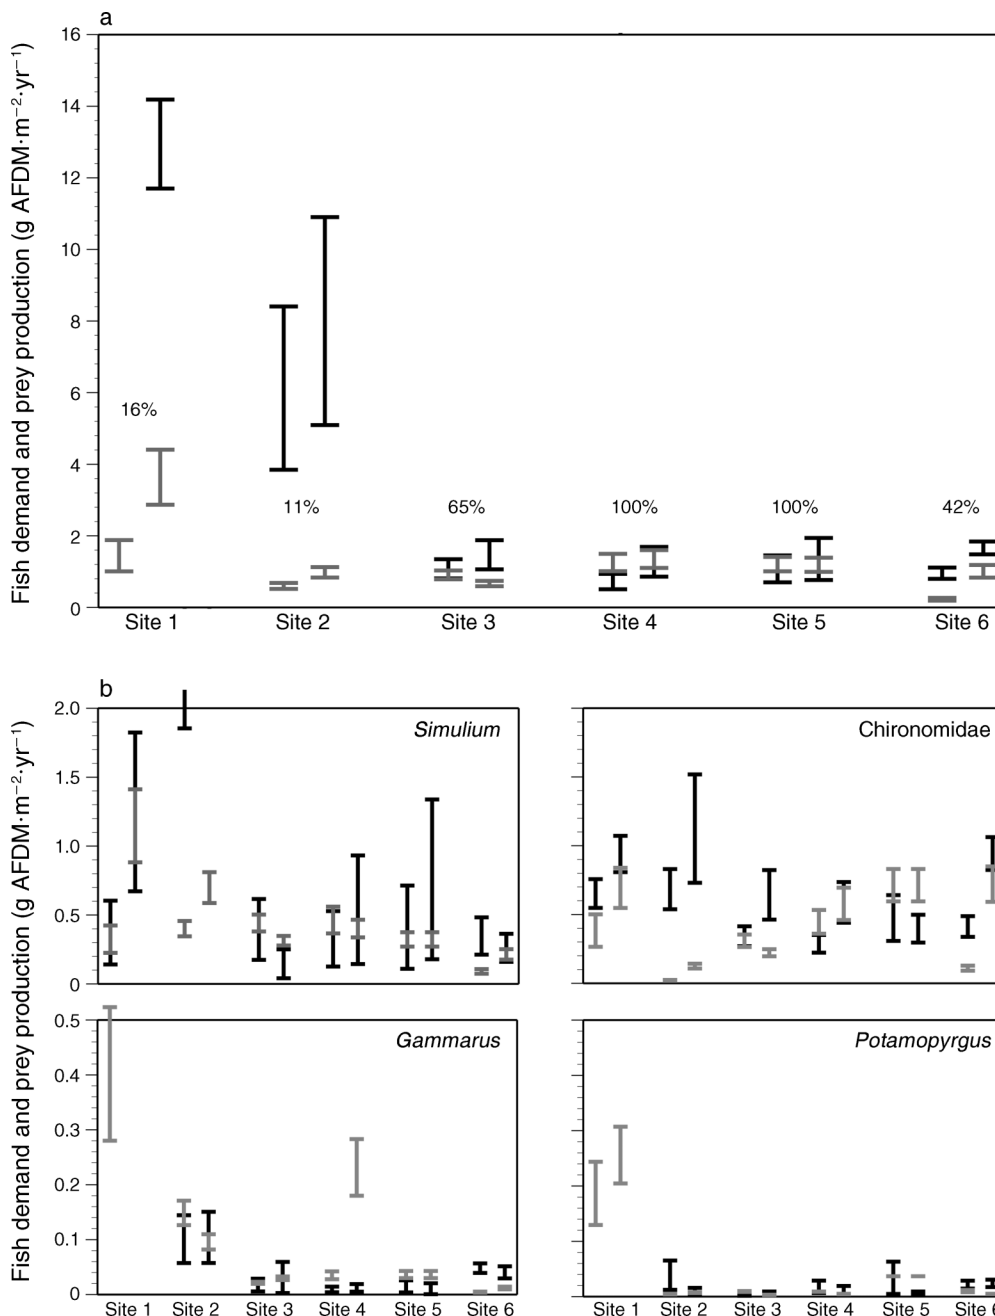 a
Fish demand and prey production (g AFDM·m⁻²·yr⁻¹)
16
14
12
10
8
6
4
2
0
16%
11%
65%
100%
100%
42%
Site 1 Site 2 Site 3 Site 4 Site 5 Site 6
b
Fish demand and prey production (g AFDM·m⁻²·yr⁻¹)
2.0
1.5
1.0
0.5
0
Simulium
Chironomidae
0.5
0.4
0.3
0.2
0.1
0
Gammarus
Potamopyrgus
Site 1 Site 2 Site 3 Site 4 Site 5 Site 6
Site 1 Site 2 Site 3 Site 4 Site 5 Site 6